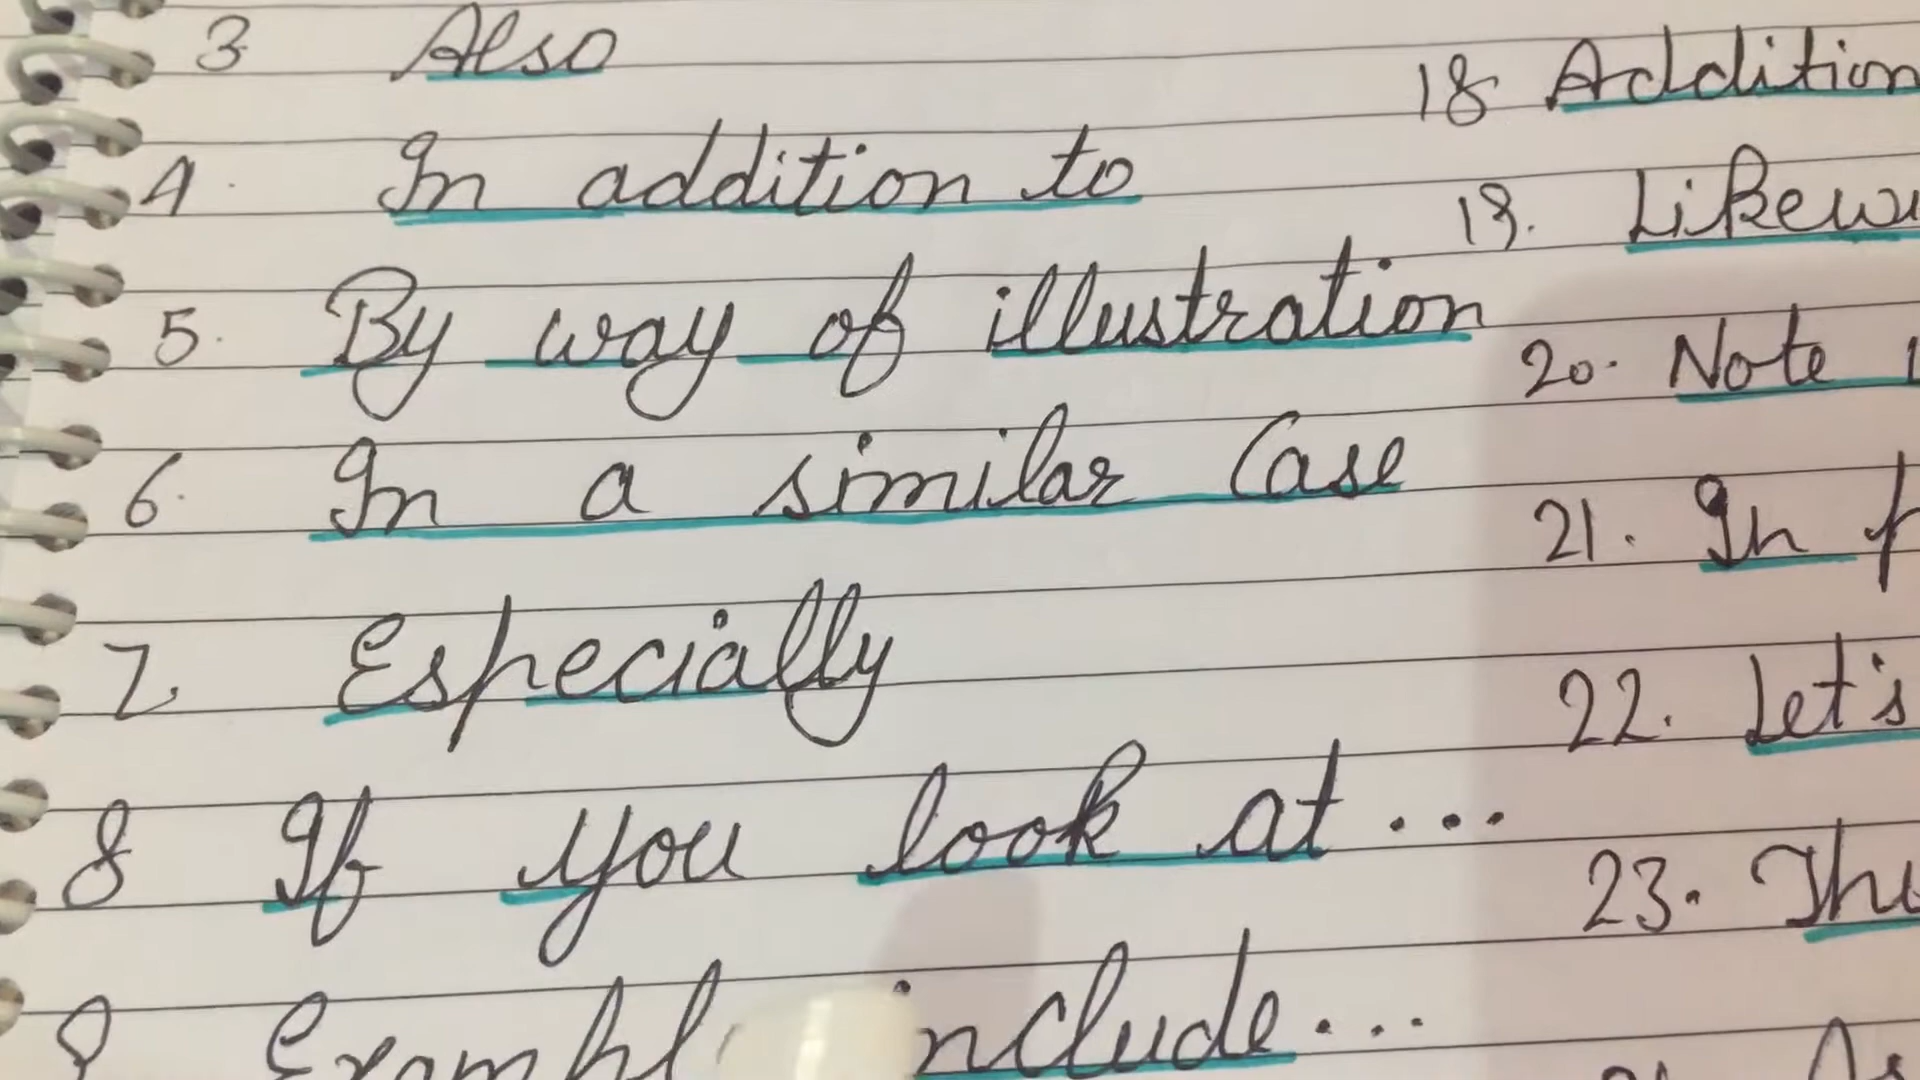 3 Also
4. In addition to
5. By way of illustration
6. In a similar Case
7. Especially
8 If you look at...
9 include...
18 Addition
19.
20. Note
21. In
22. Let's
23.